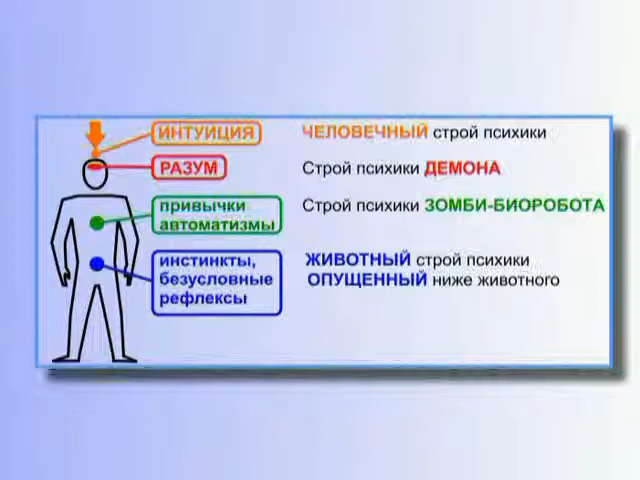 ИНТУИЦИЯ ЧЕЛОВЕЧНЫЙ строй психики
РАЗУМ Строй психики ДЕМОНА
привычки автоматизмы Строй психики ЗОМБИ-БИОРОБОТА
инстинкты, ЖИВОТНЫЙ строй психики
безусловные ОПУЩЕННЫЙ ниже животного
рефлексы